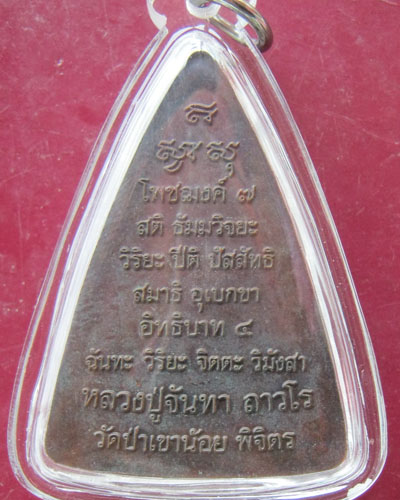 โพชฌงค์ ๗
สติ ธัมมวิจยะ
วิริยะ ปีติ ปัสสัทธิ
สมาธิ อุเบกขา
อิทธิบาท ๔
ฉันทะ วิริยะ จิตตะ วิมังสา
หลวงปู่จันทา ถาวโร
วัดป่าเขาน้อย พิจิตร